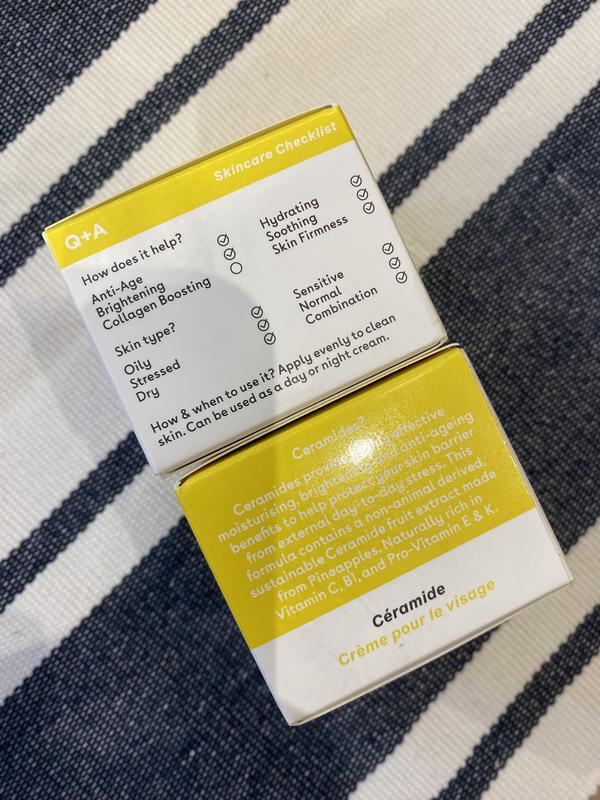 Q+A
Skincare Checklist
How does it help?
Anti-Age
Brightening
Collagen Boosting
Hydrating
Soothing
Skin Firmness
Skin type?
Oily
Stressed
Dry
Sensitive
Normal
Combination
How & when to use it? Apply evenly to clean
skin. Can be used as a day or night cream.
Ceramides?
Ceramides effective
moisturising, and anti-ageing
benefits to help protect your skin barrier
from external day-to-day stress. This
formula contains a non-animal derived,
sustainable Ceramide fruit extract made
from Pineapples. Naturally rich in
Vitamin C, B1, and Pro-Vitamin E & K.
Céramide
Crème pour le visage